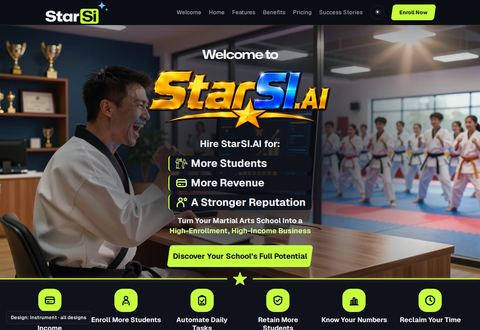 StarSi
Welcome Home Features Benefits Pricing Success Stories Enroll Now
Welcome to
StarSI.AI
Hire StarSI.AI for:
More Students
More Revenue
A Stronger Reputation
Turn Your Martial Arts School Into a
High-Enrollment, High-Income Business
Discover Your School's Full Potential
Design: Instrument · all designs
Income
Enroll More Students
Automate Daily
Tasks
Retain More
Students
Know Your Numbers
Reclaim Your Time